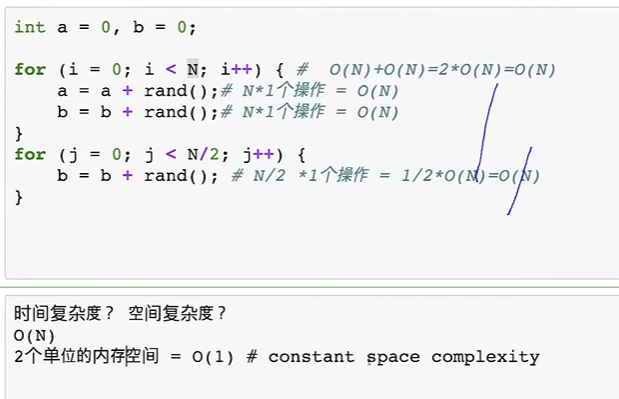 int a = 0, b = 0;
for (i = 0; i < N; i++) { # O(N)+O(N)=2*O(N)=O(N)
a = a + rand();# N*1个操作 = O(N)
b = b + rand();# N*1个操作 = O(N)
}
for (j = 0; j < N/2; j++) {
b = b + rand(); # N/2 *1个操作 = 1/2*O(N)=O(N)
}
时间复杂度？ 空间复杂度？
O(N)
2个单位的内存空间 = O(1) # constant space complexity